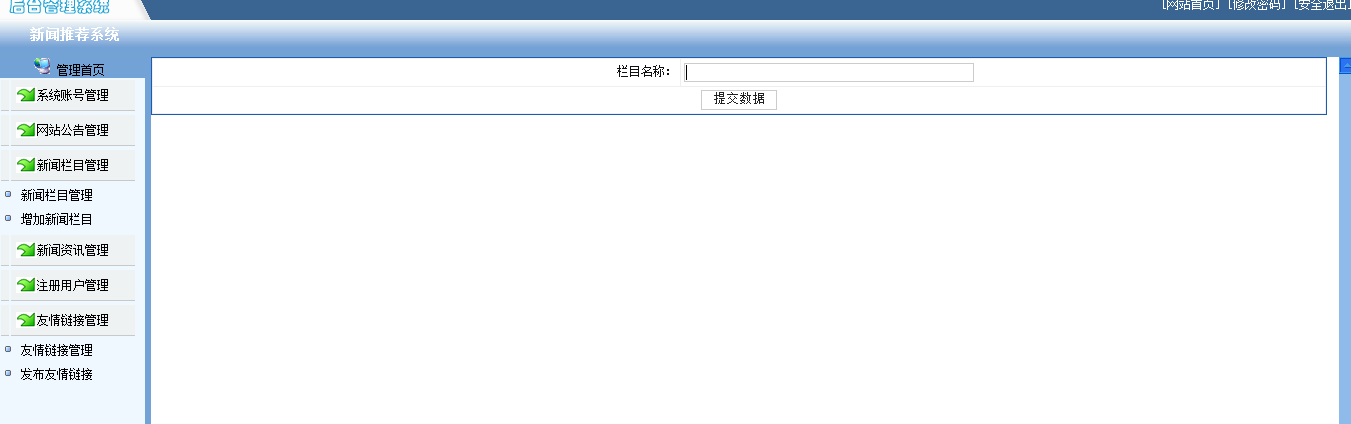 后台管理系统
[网站首页] [修改密码] [安全退出]
新闻推荐系统
管理首页
系统账号管理
网站公告管理
新闻栏目管理
新闻栏目管理
增加新闻栏目
新闻资讯管理
注册用户管理
友情链接管理
友情链接管理
发布友情链接
栏目名称：
提交数据